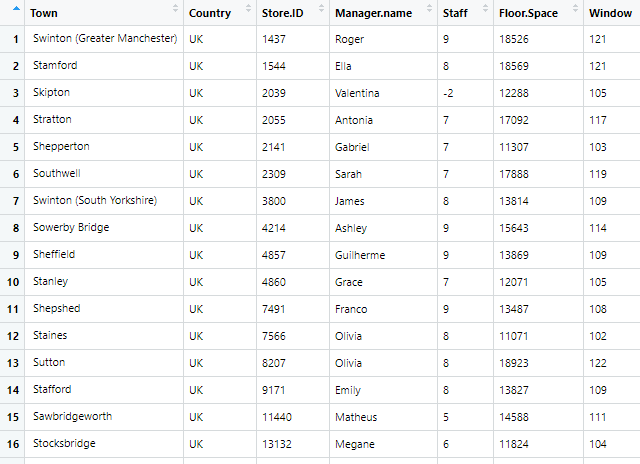 Town Country Store.ID Manager.name Staff Floor.Space Window
1 Swinton (Greater Manchester) UK 1437 Roger 9 18526 121
2 Stamford UK 1544 Ella 8 18569 121
3 Skipton UK 2039 Valentina -2 12288 105
4 Stratton UK 2055 Antonia 7 17092 117
5 Shepperton UK 2141 Gabriel 7 11307 103
6 Southwell UK 2309 Sarah 7 17888 119
7 Swinton (South Yorkshire) UK 3800 James 8 13814 109
8 Sowerby Bridge UK 4214 Ashley 9 15643 114
9 Sheffield UK 4857 Guilherme 9 13869 109
10 Stanley UK 4860 Grace 7 12071 105
11 Shepshed UK 7491 Franco 9 13487 108
12 Staines UK 7566 Olivia 8 11071 102
13 Sutton UK 8207 Olivia 8 18923 122
14 Stafford UK 9171 Emily 8 13827 109
15 Sawbridgeworth UK 11440 Matheus 5 14588 111
16 Stocksbridge UK 13132 Megane 6 11824 104